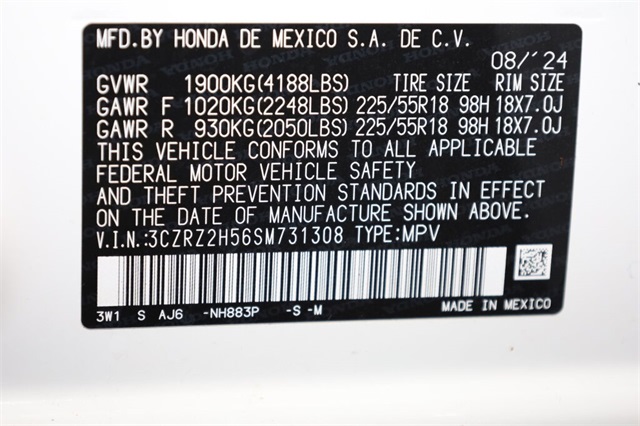 MFD.BY HONDA DE MEXICO S.A. DE C.V.
08/´24
GVWR 1900KG(4188LBS) TIRE SIZE RIM SIZE
GAWR F 1020KG(2248LBS) 225/55R18 98H 18X7.0J
GAWR R 930KG(2050LBS) 225/55R18 98H 18X7.0J
THIS VEHICLE CONFORMS TO ALL APPLICABLE
FEDERAL MOTOR VEHICLE SAFETY
AND THEFT PREVENTION STANDARDS IN EFFECT
ON THE DATE OF MANUFACTURE SHOWN ABOVE.
V.I.N:3CZRZ2H56SM731308 TYPE:MPV
3W1 S AJ6 -NH883P -S -M
MADE IN MEXICO